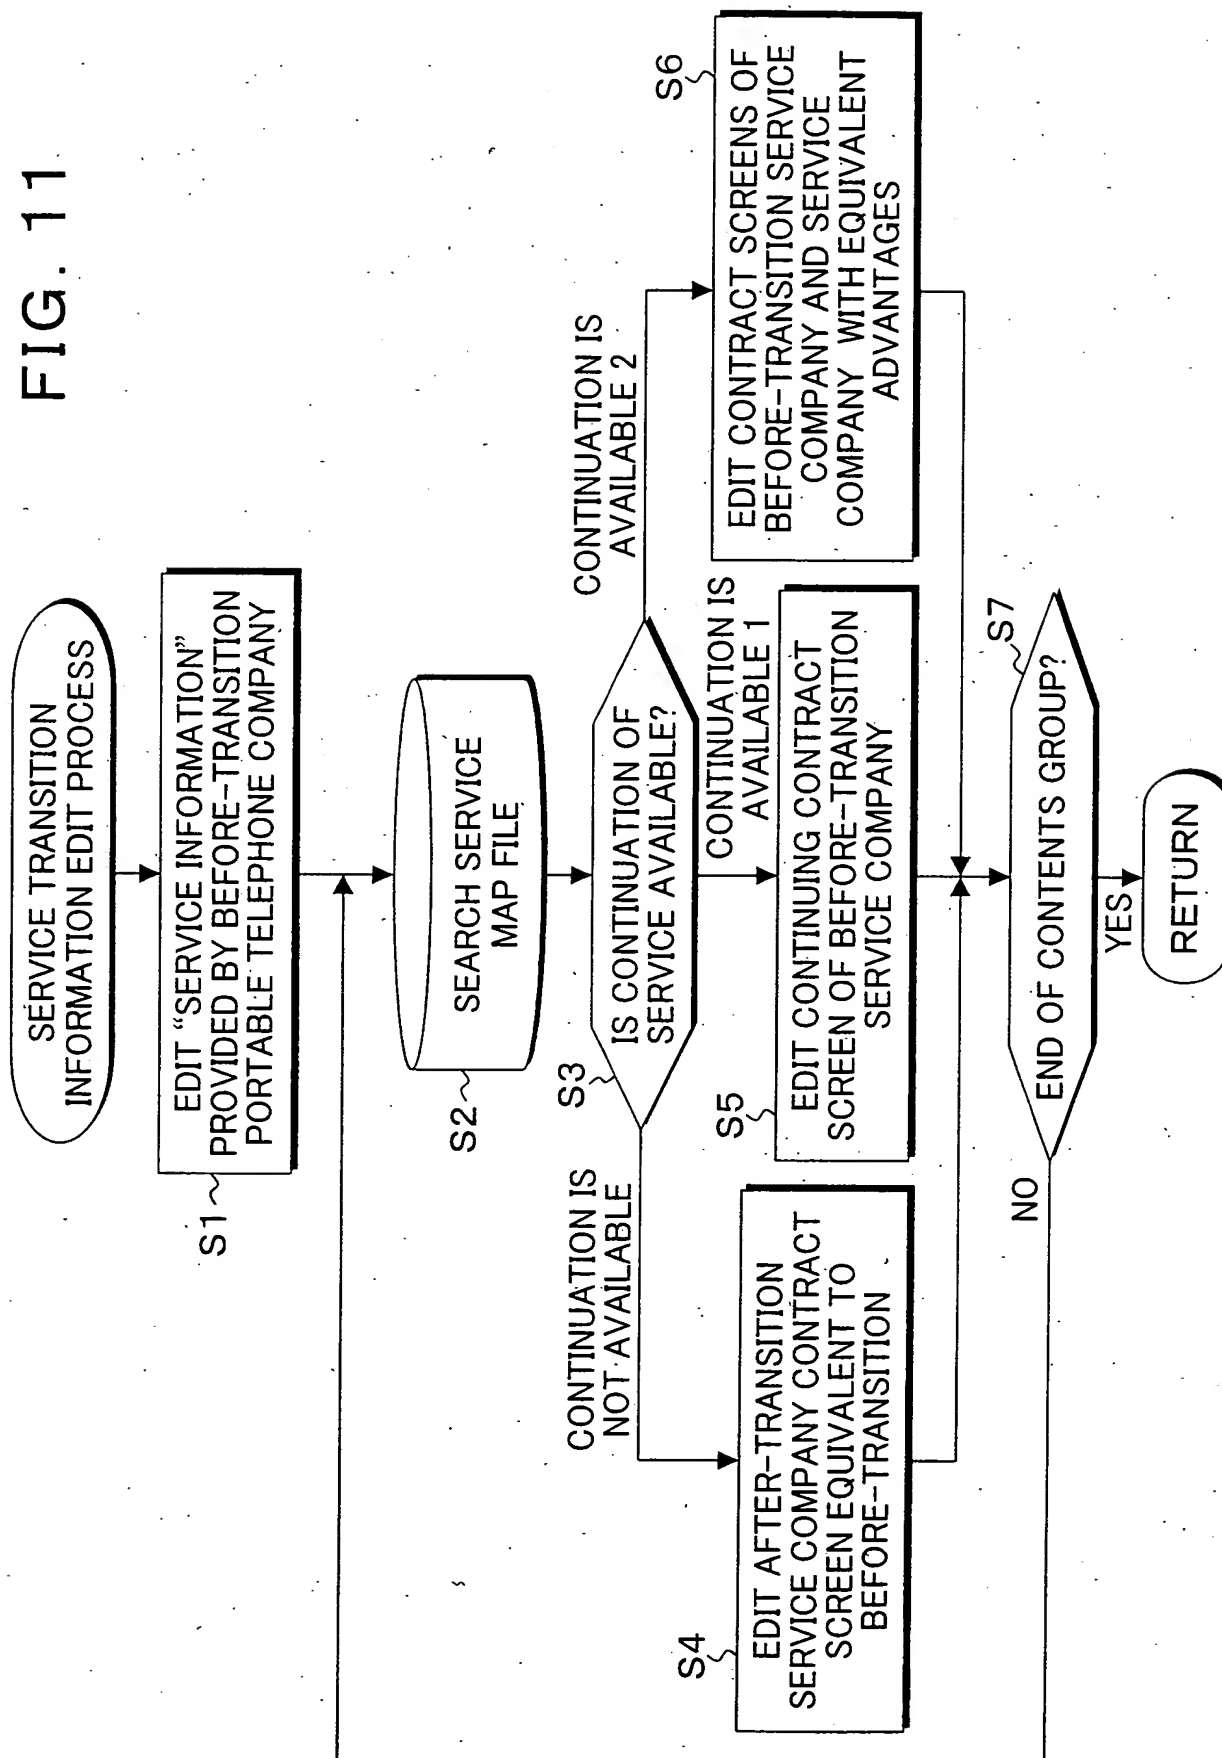 FIG. 11
SERVICE TRANSITION
INFORMATION EDIT PROCESS
S1
EDIT "SERVICE INFORMATION"
PROVIDED BY BEFORE-TRANSITION
PORTABLE TELEPHONE COMPANY
S2
SEARCH SERVICE
MAP FILE
S3
IS CONTINUATION OF
SERVICE AVAILABLE?
CONTINUATION IS
NOT AVAILABLE
CONTINUATION IS
AVAILABLE 1
CONTINUATION IS
AVAILABLE 2
S4
EDIT AFTER-TRANSITION
SERVICE COMPANY CONTRACT
SCREEN EQUIVALENT TO
BEFORE-TRANSITION
S5
EDIT CONTINUING CONTRACT
SCREEN OF BEFORE-TRANSITION
SERVICE COMPANY
S6
EDIT CONTRACT SCREENS OF
BEFORE-TRANSITION SERVICE
COMPANY AND SERVICE
COMPANY WITH EQUIVALENT
ADVANTAGES
S7
END OF CONTENTS GROUP?
NO
YES
RETURN